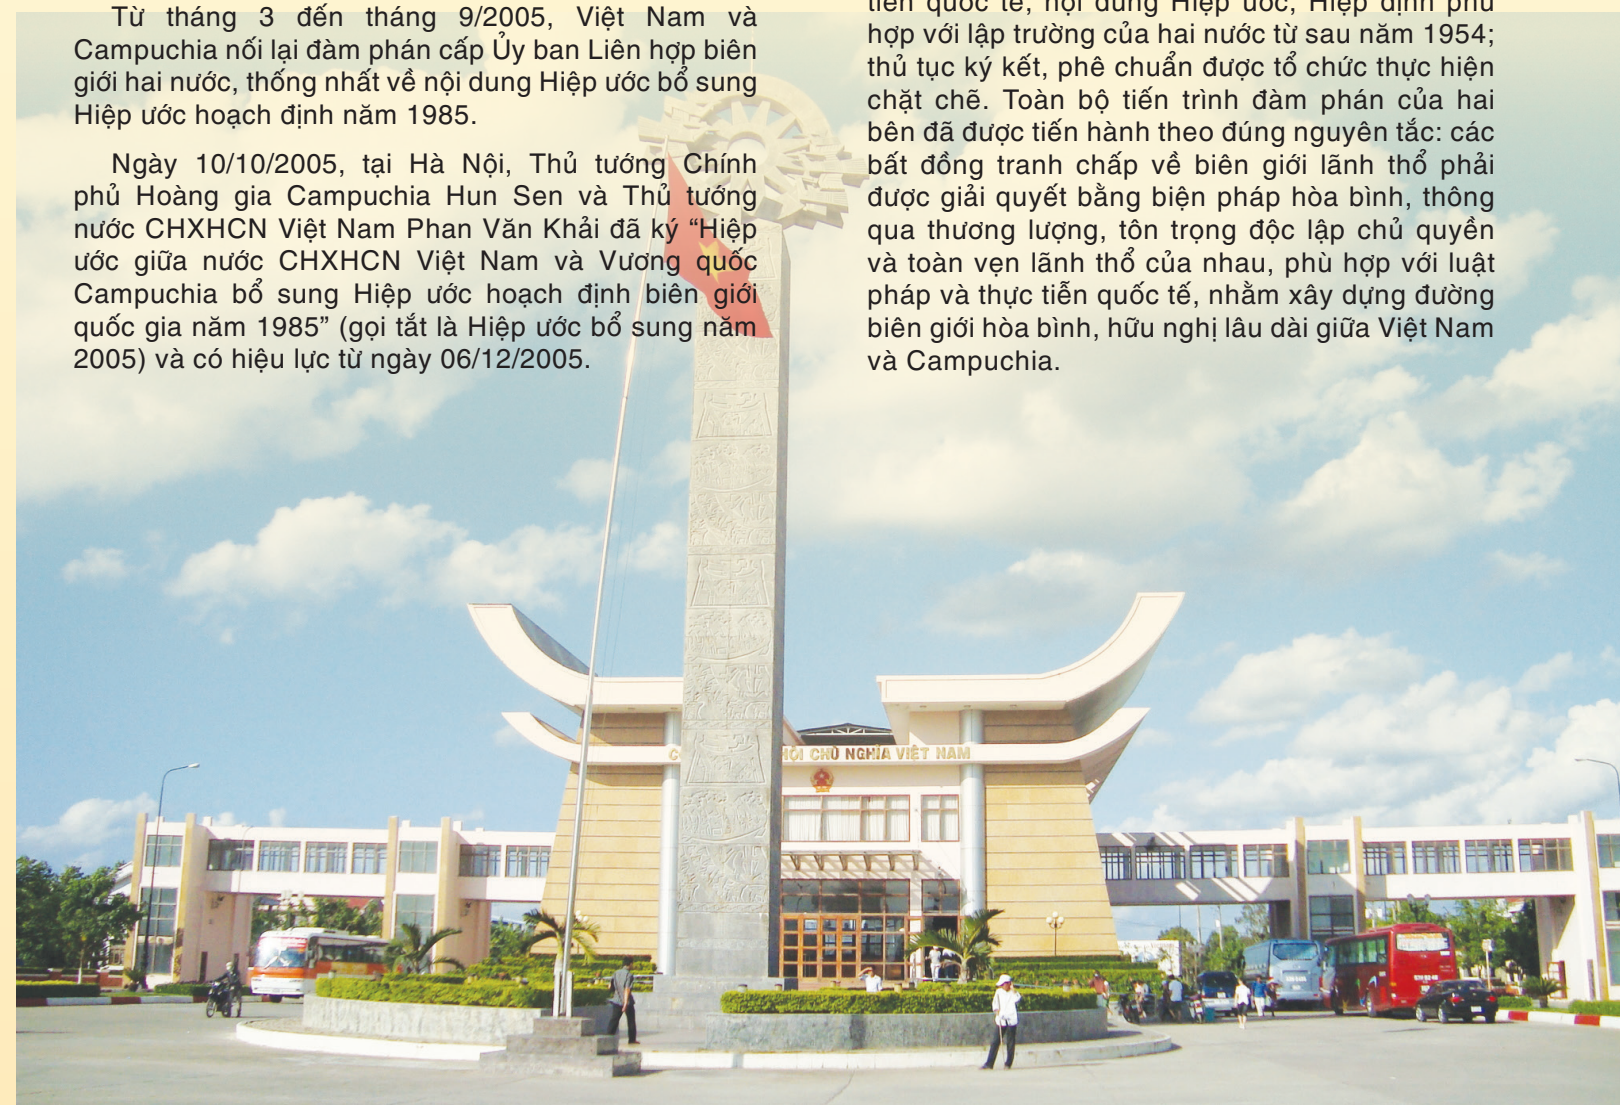 Từ tháng 3 đến tháng 9/2005, Việt Nam và
Campuchia nối lại đàm phán cấp Ủy ban Liên hợp biên
giới hai nước, thống nhất về nội dung Hiệp ước bổ sung
Hiệp ước hoạch định năm 1985.
Ngày 10/10/2005, tại Hà Nội, Thủ tướng Chính
phủ Hoàng gia Campuchia Hun Sen và Thủ tướng
nước CHXHCN Việt Nam Phan Văn Khải đã ký “Hiệp
ước giữa nước CHXHCN Việt Nam và Vương quốc
Campuchia bổ sung Hiệp ước hoạch định biên giới
quốc gia năm 1985” (gọi tắt là Hiệp ước bổ sung năm
2005) và có hiệu lực từ ngày 06/12/2005.
tiễn quốc tế, nội dung Hiệp ước, Hiệp định phù
hợp với lập trường của hai nước từ sau năm 1954;
thủ tục ký kết, phê chuẩn được tổ chức thực hiện
chặt chẽ. Toàn bộ tiến trình đàm phán của hai
bên đã được tiến hành theo đúng nguyên tắc: các
bất đồng tranh chấp về biên giới lãnh thổ phải
được giải quyết bằng biện pháp hòa bình, thông
qua thương lượng, tôn trọng độc lập chủ quyền
và toàn vẹn lãnh thổ của nhau, phù hợp với luật
pháp và thực tiễn quốc tế, nhằm xây dựng đường
biên giới hòa bình, hữu nghị lâu dài giữa Việt Nam
và Campuchia.
HỘI CHỦ NGHĨA VIỆT NAM